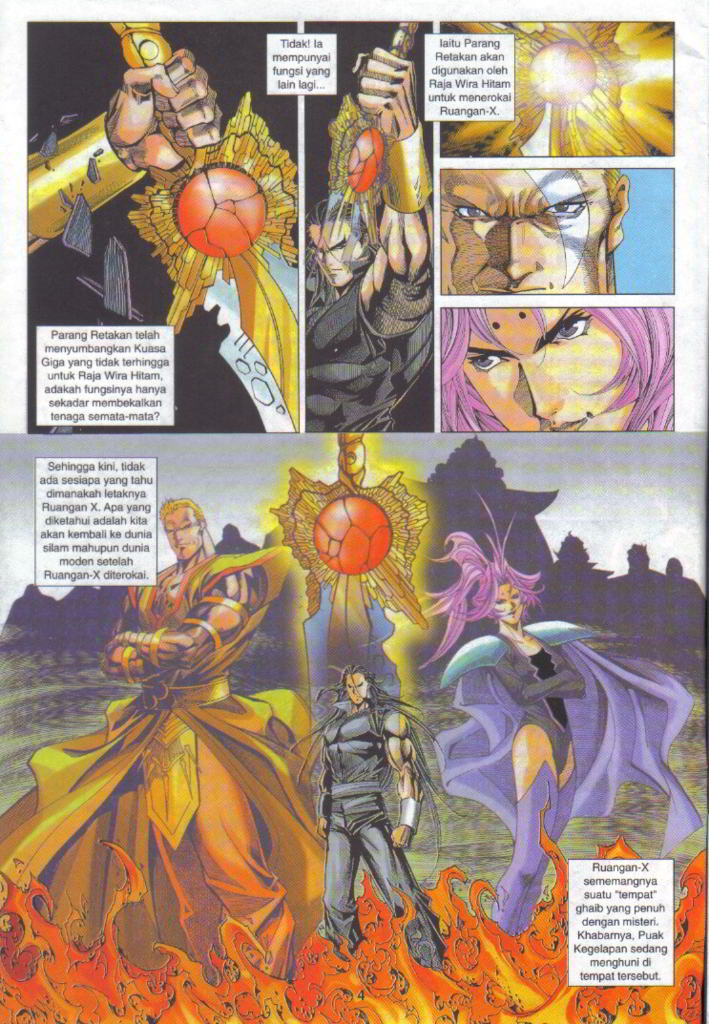 Parang Retakan telah
menyumbangkan Kuasa
Giga yang tidak terhingga
untuk Raja Wira Hitam,
adakah fungsinya hanya
sekadar membekalkan
tenaga semata-mata?
Tidak! Ia
mempunyai
fungsi yang
lain lagi...
Iaitu Parang
Retakan akan
digunakan oleh
Raja Wira Hitam
untuk menerokai
Ruangan-X.
Sehingga kini, tidak
ada sesiapa yang tahu
dimanakah letaknya
Ruangan X. Apa yang
diketahui adalah kita
akan kembali ke dunia
silam mahupun dunia
moden setelah
Ruangan-X diterokai.
Ruangan-X
sememangnya
suatu "tempat"
ghaib yang penuh
dengan misteri.
Khabarnya, Puak
Kegelapan sedang
menghuni di
tempat tersebut.
4